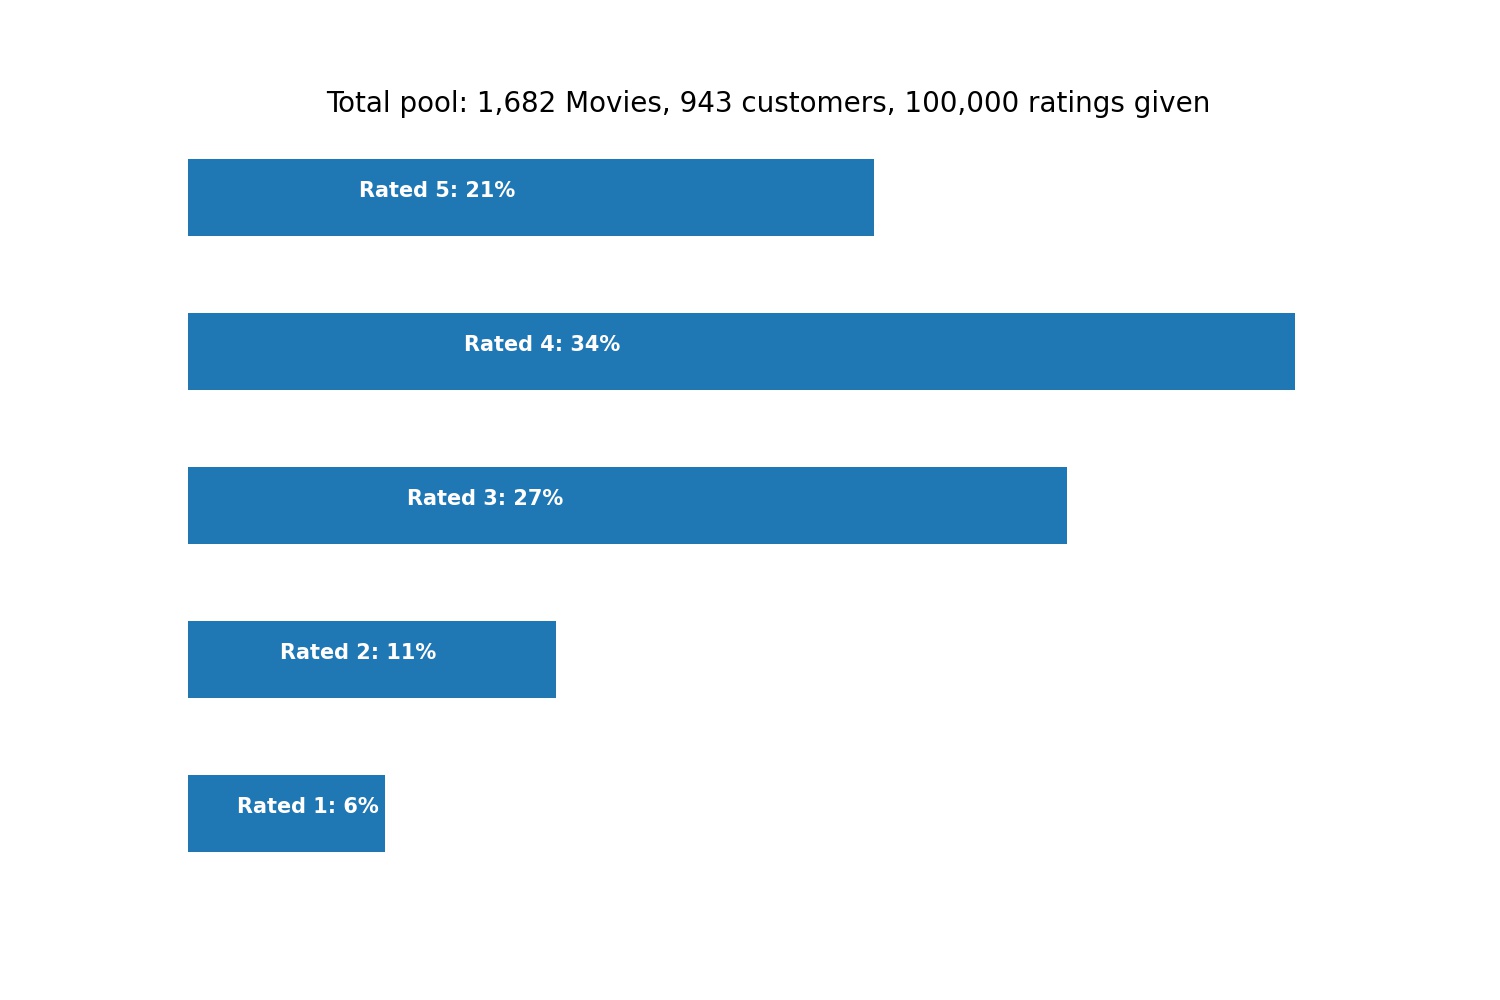 Total pool: 1,682 Movies, 943 customers, 100,000 ratings given
Rated 5: 21%
Rated 4: 34%
Rated 3: 27%
Rated 2: 11%
Rated 1: 6%